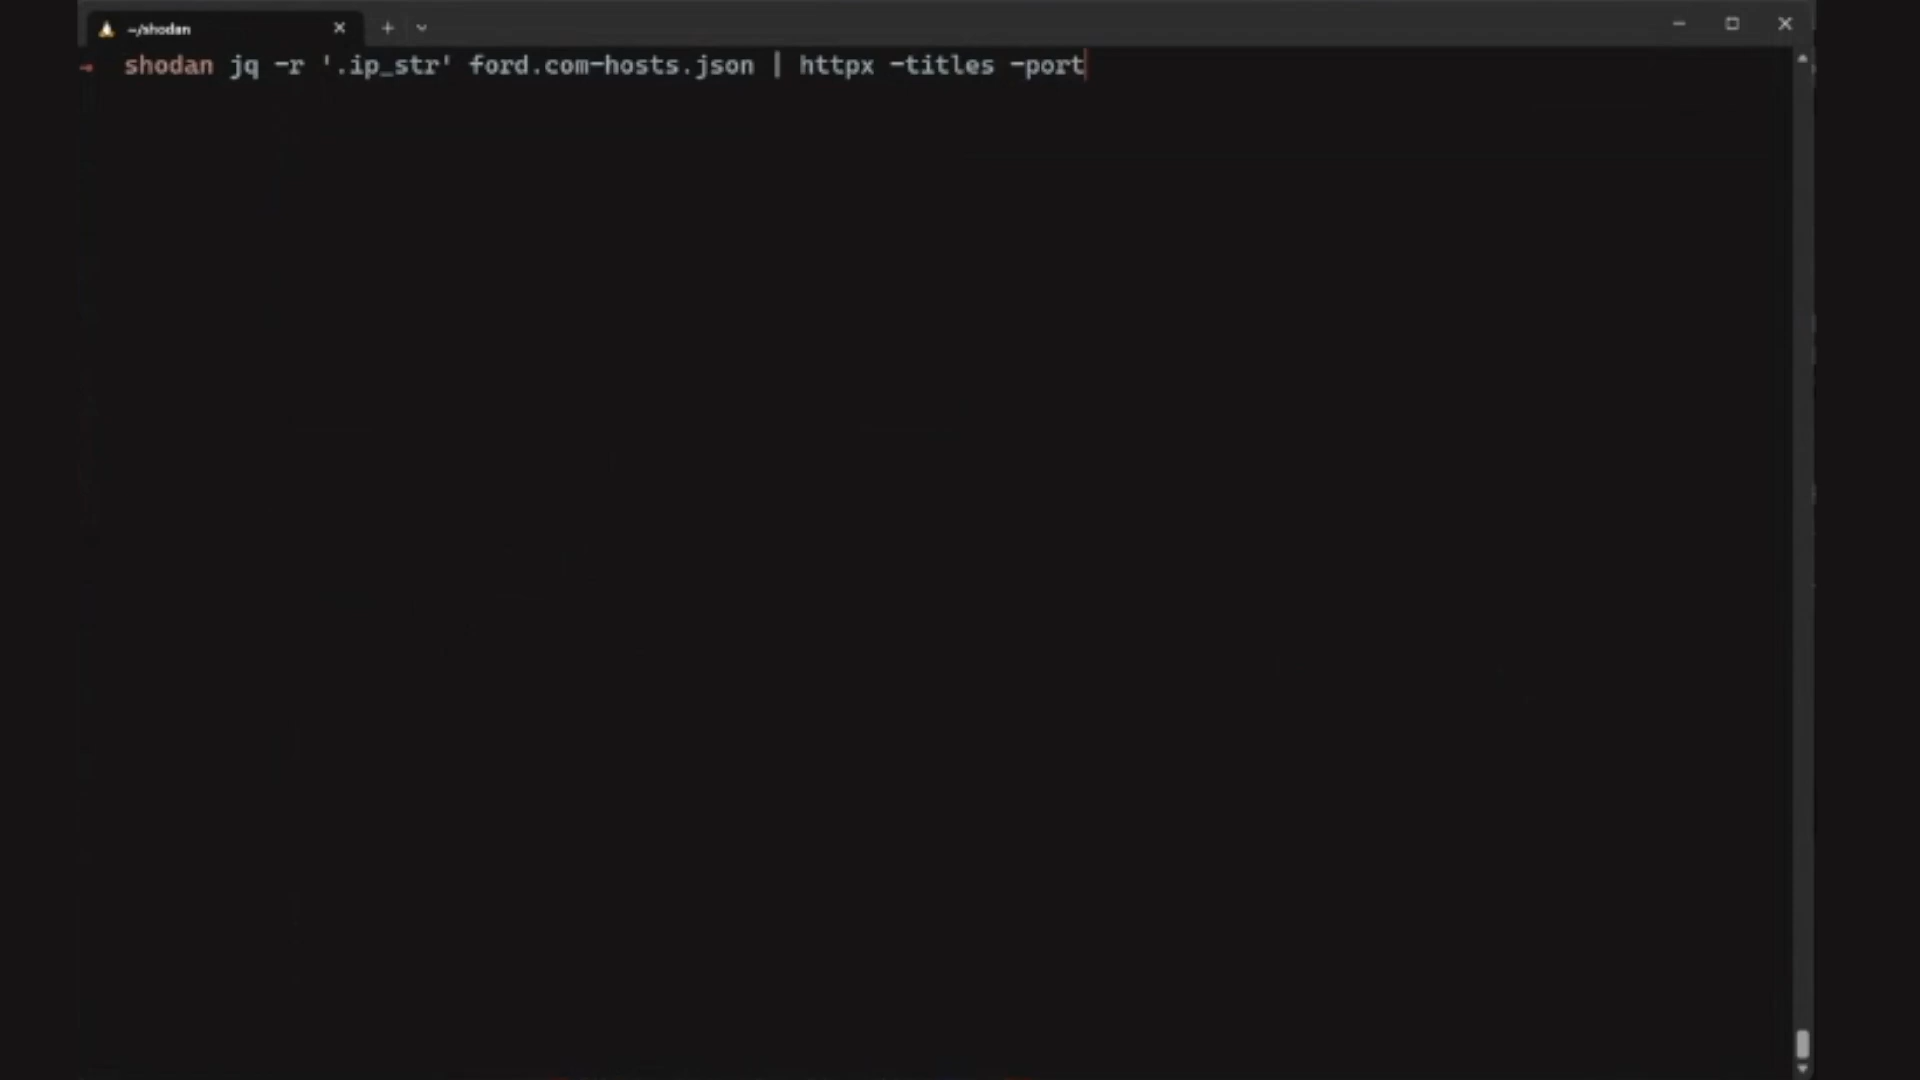 ~/shodan
→ shodan jq -r '.ip_str' ford.com-hosts.json | httpx -titles -port